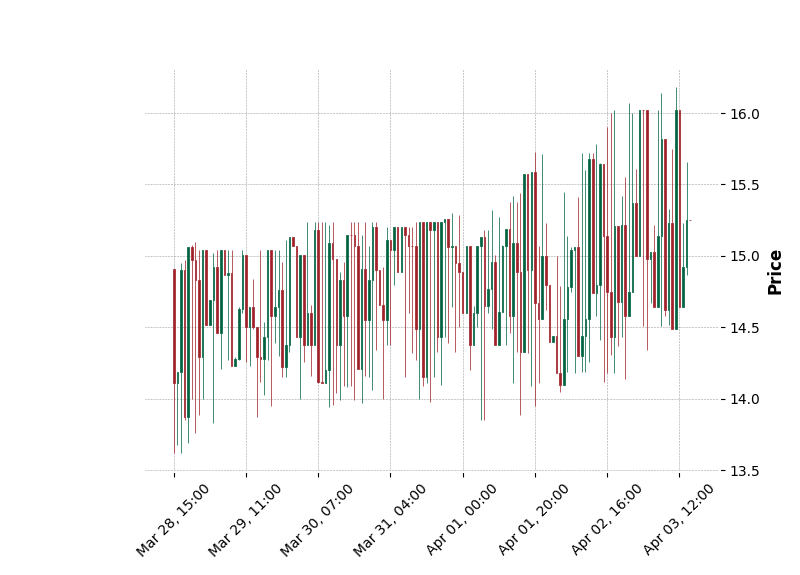 16.0
15.5
15.0
14.5
14.0
13.5
Price
Mar 28, 15:00
Mar 29, 11:00
Mar 30, 07:00
Mar 31, 04:00
Apr 01, 00:00
Apr 01, 20:00
Apr 02, 16:00
Apr 03, 12:00